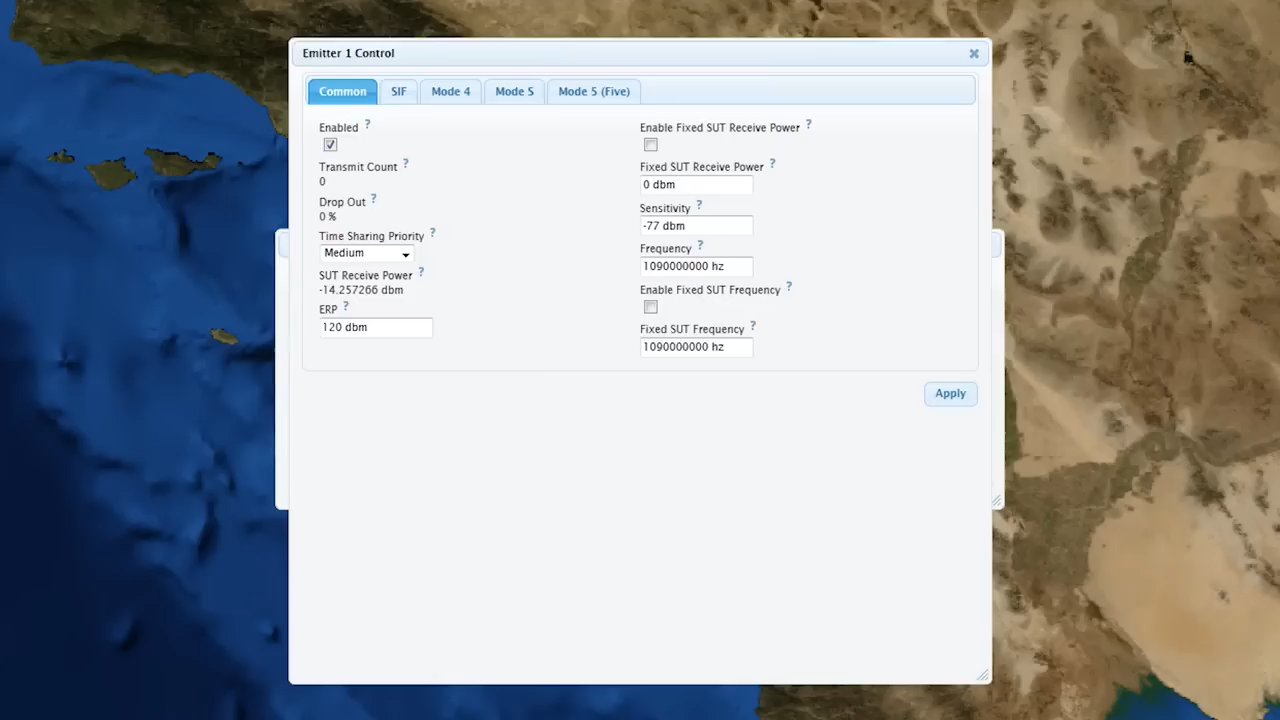 Emitter 1 Control
Common SIF Mode 4 Mode S Mode 5 (Five)
Enabled ?
Transmit Count ?
0
Drop Out ?
0 %
Time Sharing Priority ?
Medium
SUT Receive Power ?
-14.257266 dbm
ERP ?
120 dbm
Enable Fixed SUT Receive Power ?
Fixed SUT Receive Power ?
0 dbm
Sensitivity ?
-77 dbm
Frequency ?
1090000000 hz
Enable Fixed SUT Frequency ?
Fixed SUT Frequency ?
1090000000 hz
Apply